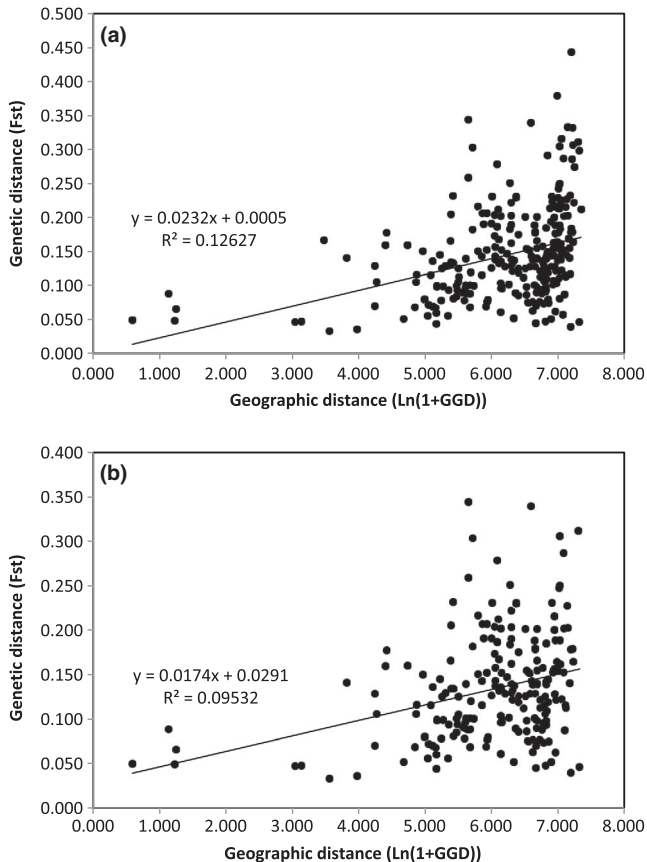 (a)
Genetic distance (Fst)
0.500
0.450
0.400
0.350
0.300
0.250
0.200
0.150
0.100
0.050
0.000
y = 0.0232x + 0.0005
R² = 0.12627
0.000 1.000 2.000 3.000 4.000 5.000 6.000 7.000 8.000
Geographic distance (Ln(1+GGD))
(b)
Genetic distance (Fst)
0.400
0.350
0.300
0.250
0.200
0.150
0.100
0.050
0.000
y = 0.0174x + 0.0291
R² = 0.09532
0.000 1.000 2.000 3.000 4.000 5.000 6.000 7.000 8.000
Geographic distance (Ln(1+GGD))